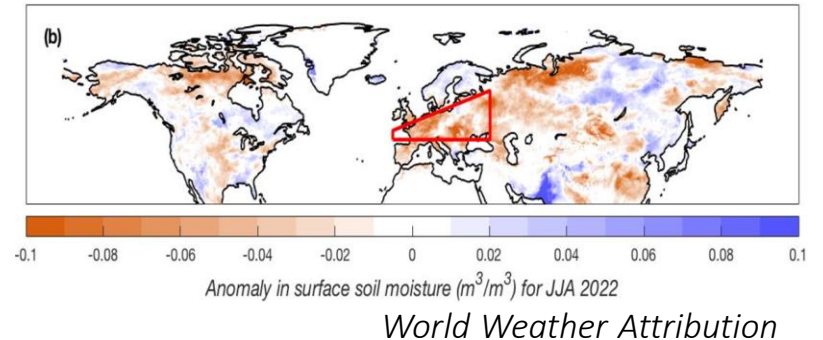 (b)
-0.1 -0.08 -0.06 -0.04 -0.02 0 0.02 0.04 0.06 0.08 0.1
Anomaly in surface soil moisture (m³/m³) for JJA 2022
World Weather Attribution